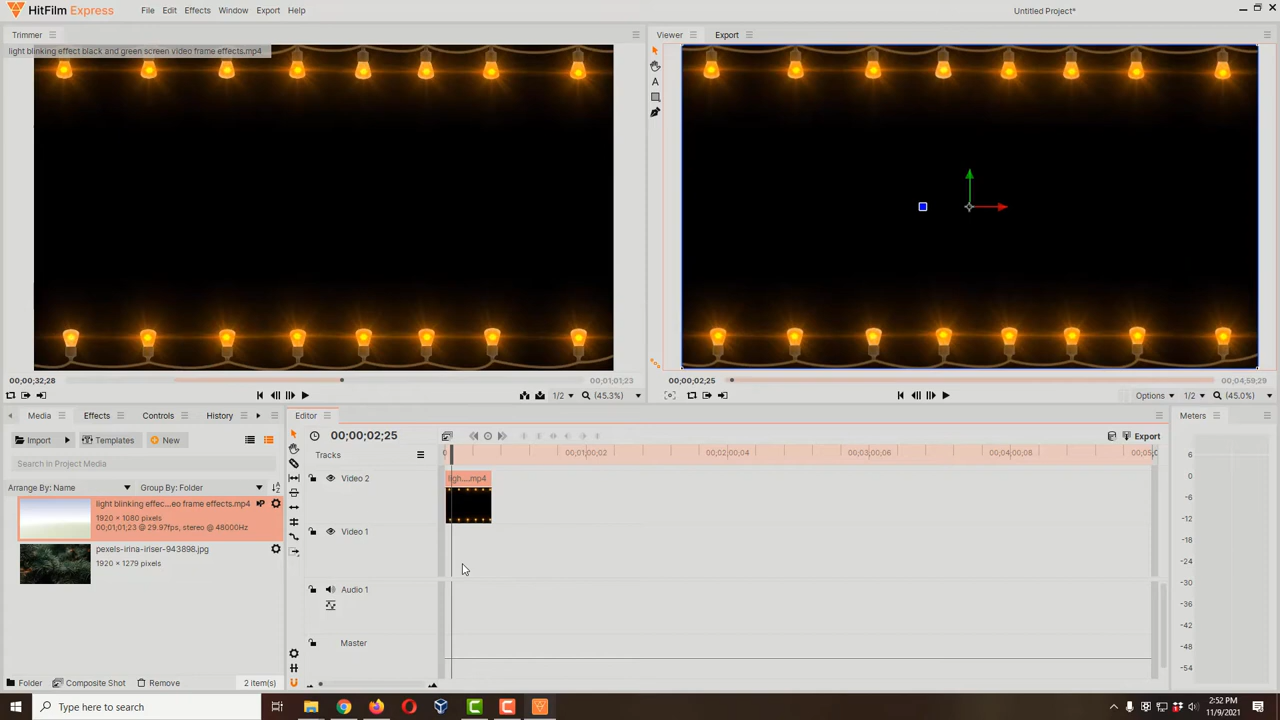 HitFilm Express
File Edit Effects Window Export Help
Untitled Project*
Trimmer
Viewer Export
light blinking effect black and green screen video frame effects.mp4
A
00;00;32;28
00;01;01;23
1/2
(45.3%)
00;00;02;25
00;04;59;29
Options
1/2
(45.0%)
Media Effects Controls History
Editor
Meters
Import Templates New
00;00;02;25
Export
Search in Project Media
Tracks
0 00;01;00;02 00;02;00;04 00;03;00;06 00;04;00;08 00;05;0
Arrange By: Name Group By: Folder
light blinking effec...eo frame effects.mp4
1920 × 1080 pixels
00;01;01;23 @ 29.97fps, stereo @ 48000Hz
pexels-irina-iriser-943898.jpg
1920 × 1279 pixels
Video 2
ligh....mp4
Video 1
Audio 1
Master
6
0
-6
-12
-18
-24
-30
-36
-42
-48
-54
Folder Composite Shot Remove 2 item(s)
Type here to search
2:52 PM
11/9/2021